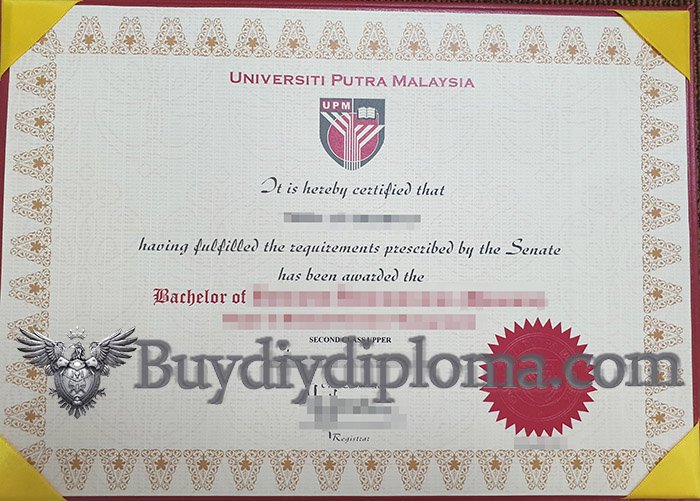 UNIVERSITI PUTRA MALAYSIA
UPM
It is hereby certified that
having fulfilled the requirements prescribed by the Senate
has been awarded the
Bachelor of
SECOND CLASS UPPER
Buydiydiploma.com
Registrar